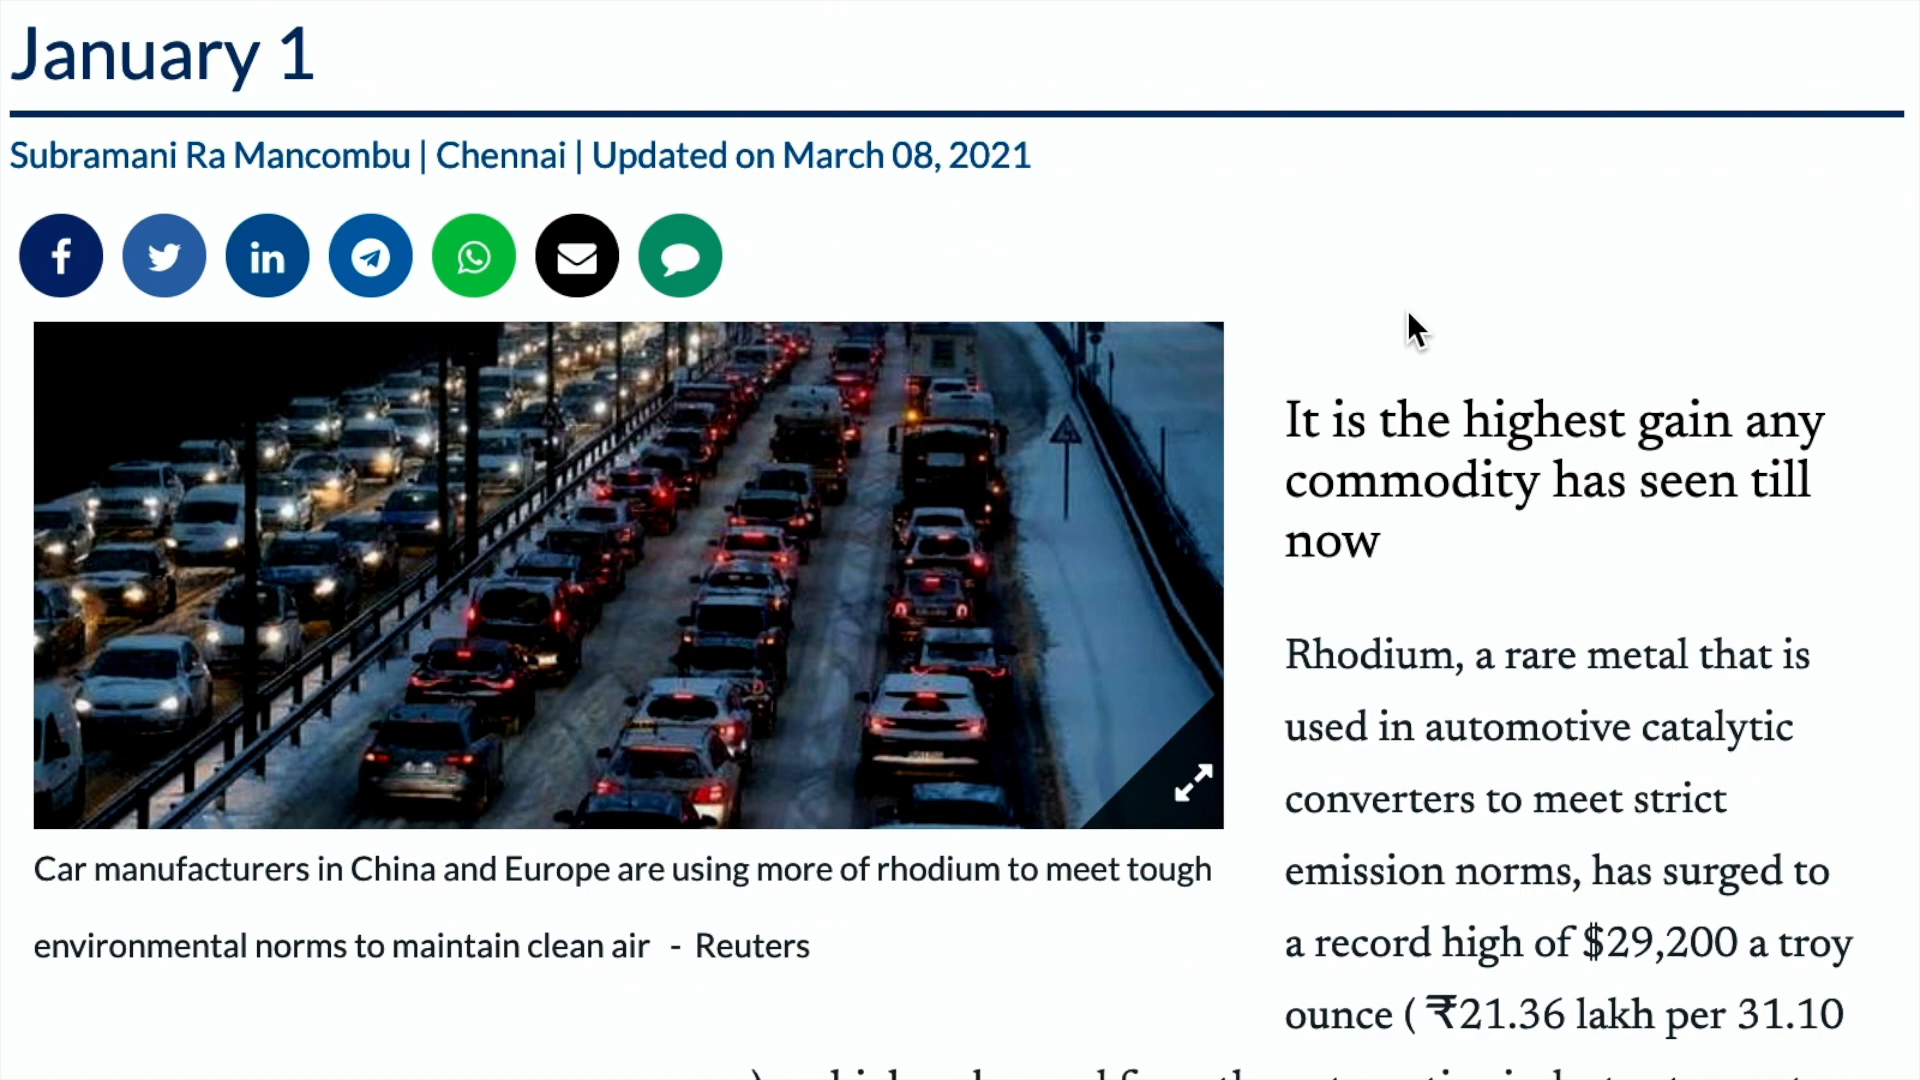 January 1
Subramani Ra Mancombu | Chennai | Updated on March 08, 2021
It is the highest gain any
commodity has seen till
now
Rhodium, a rare metal that is
used in automotive catalytic
converters to meet strict
emission norms, has surged to
a record high of $29,200 a troy
ounce ( ₹21.36 lakh per 31.10
Car manufacturers in China and Europe are using more of rhodium to meet tough
environmental norms to maintain clean air - Reuters